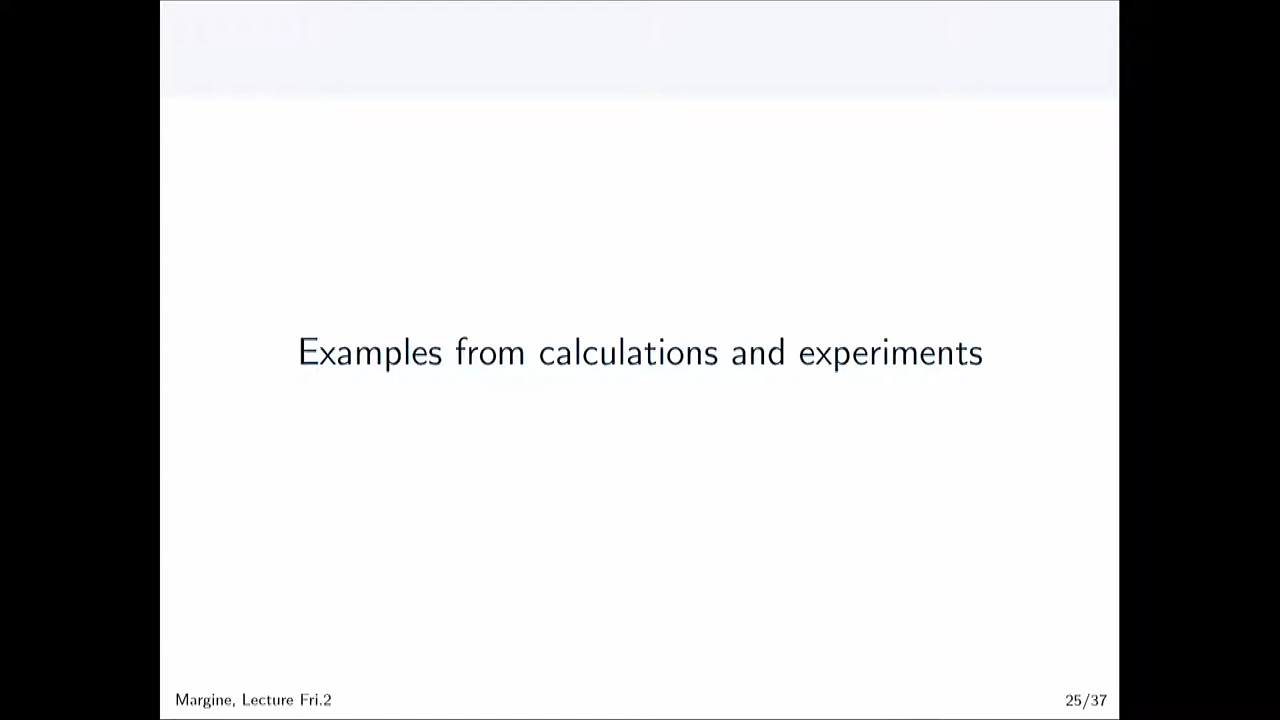 Examples from calculations and experiments
Margine, Lecture Fri.2
25/37